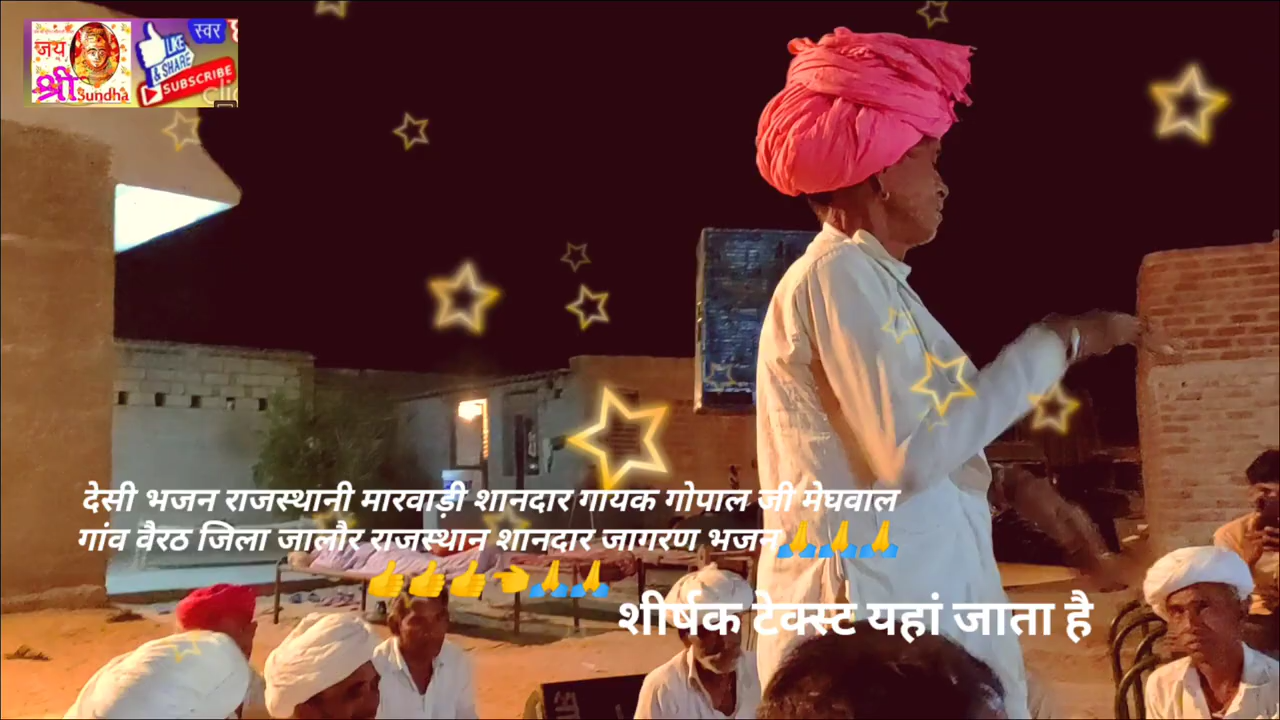 जय
श्री
Sundha
स्वर
LIKE
& SHARE
SUBSCRIBE
देसी भजन राजस्थानी मारवाड़ी शानदार गायक गोपाल जी मेघवाल
गांव वैरठ जिला जालौर राजस्थान शानदार जागरण भजन🙏🙏🙏
👍👍👍👈🙏🙏
शीर्षक टेक्स्ट यहां जाता है